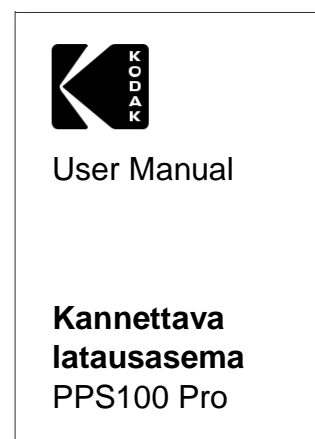 KODAK
User Manual
Kannettava
latausasema
PPS100 Pro